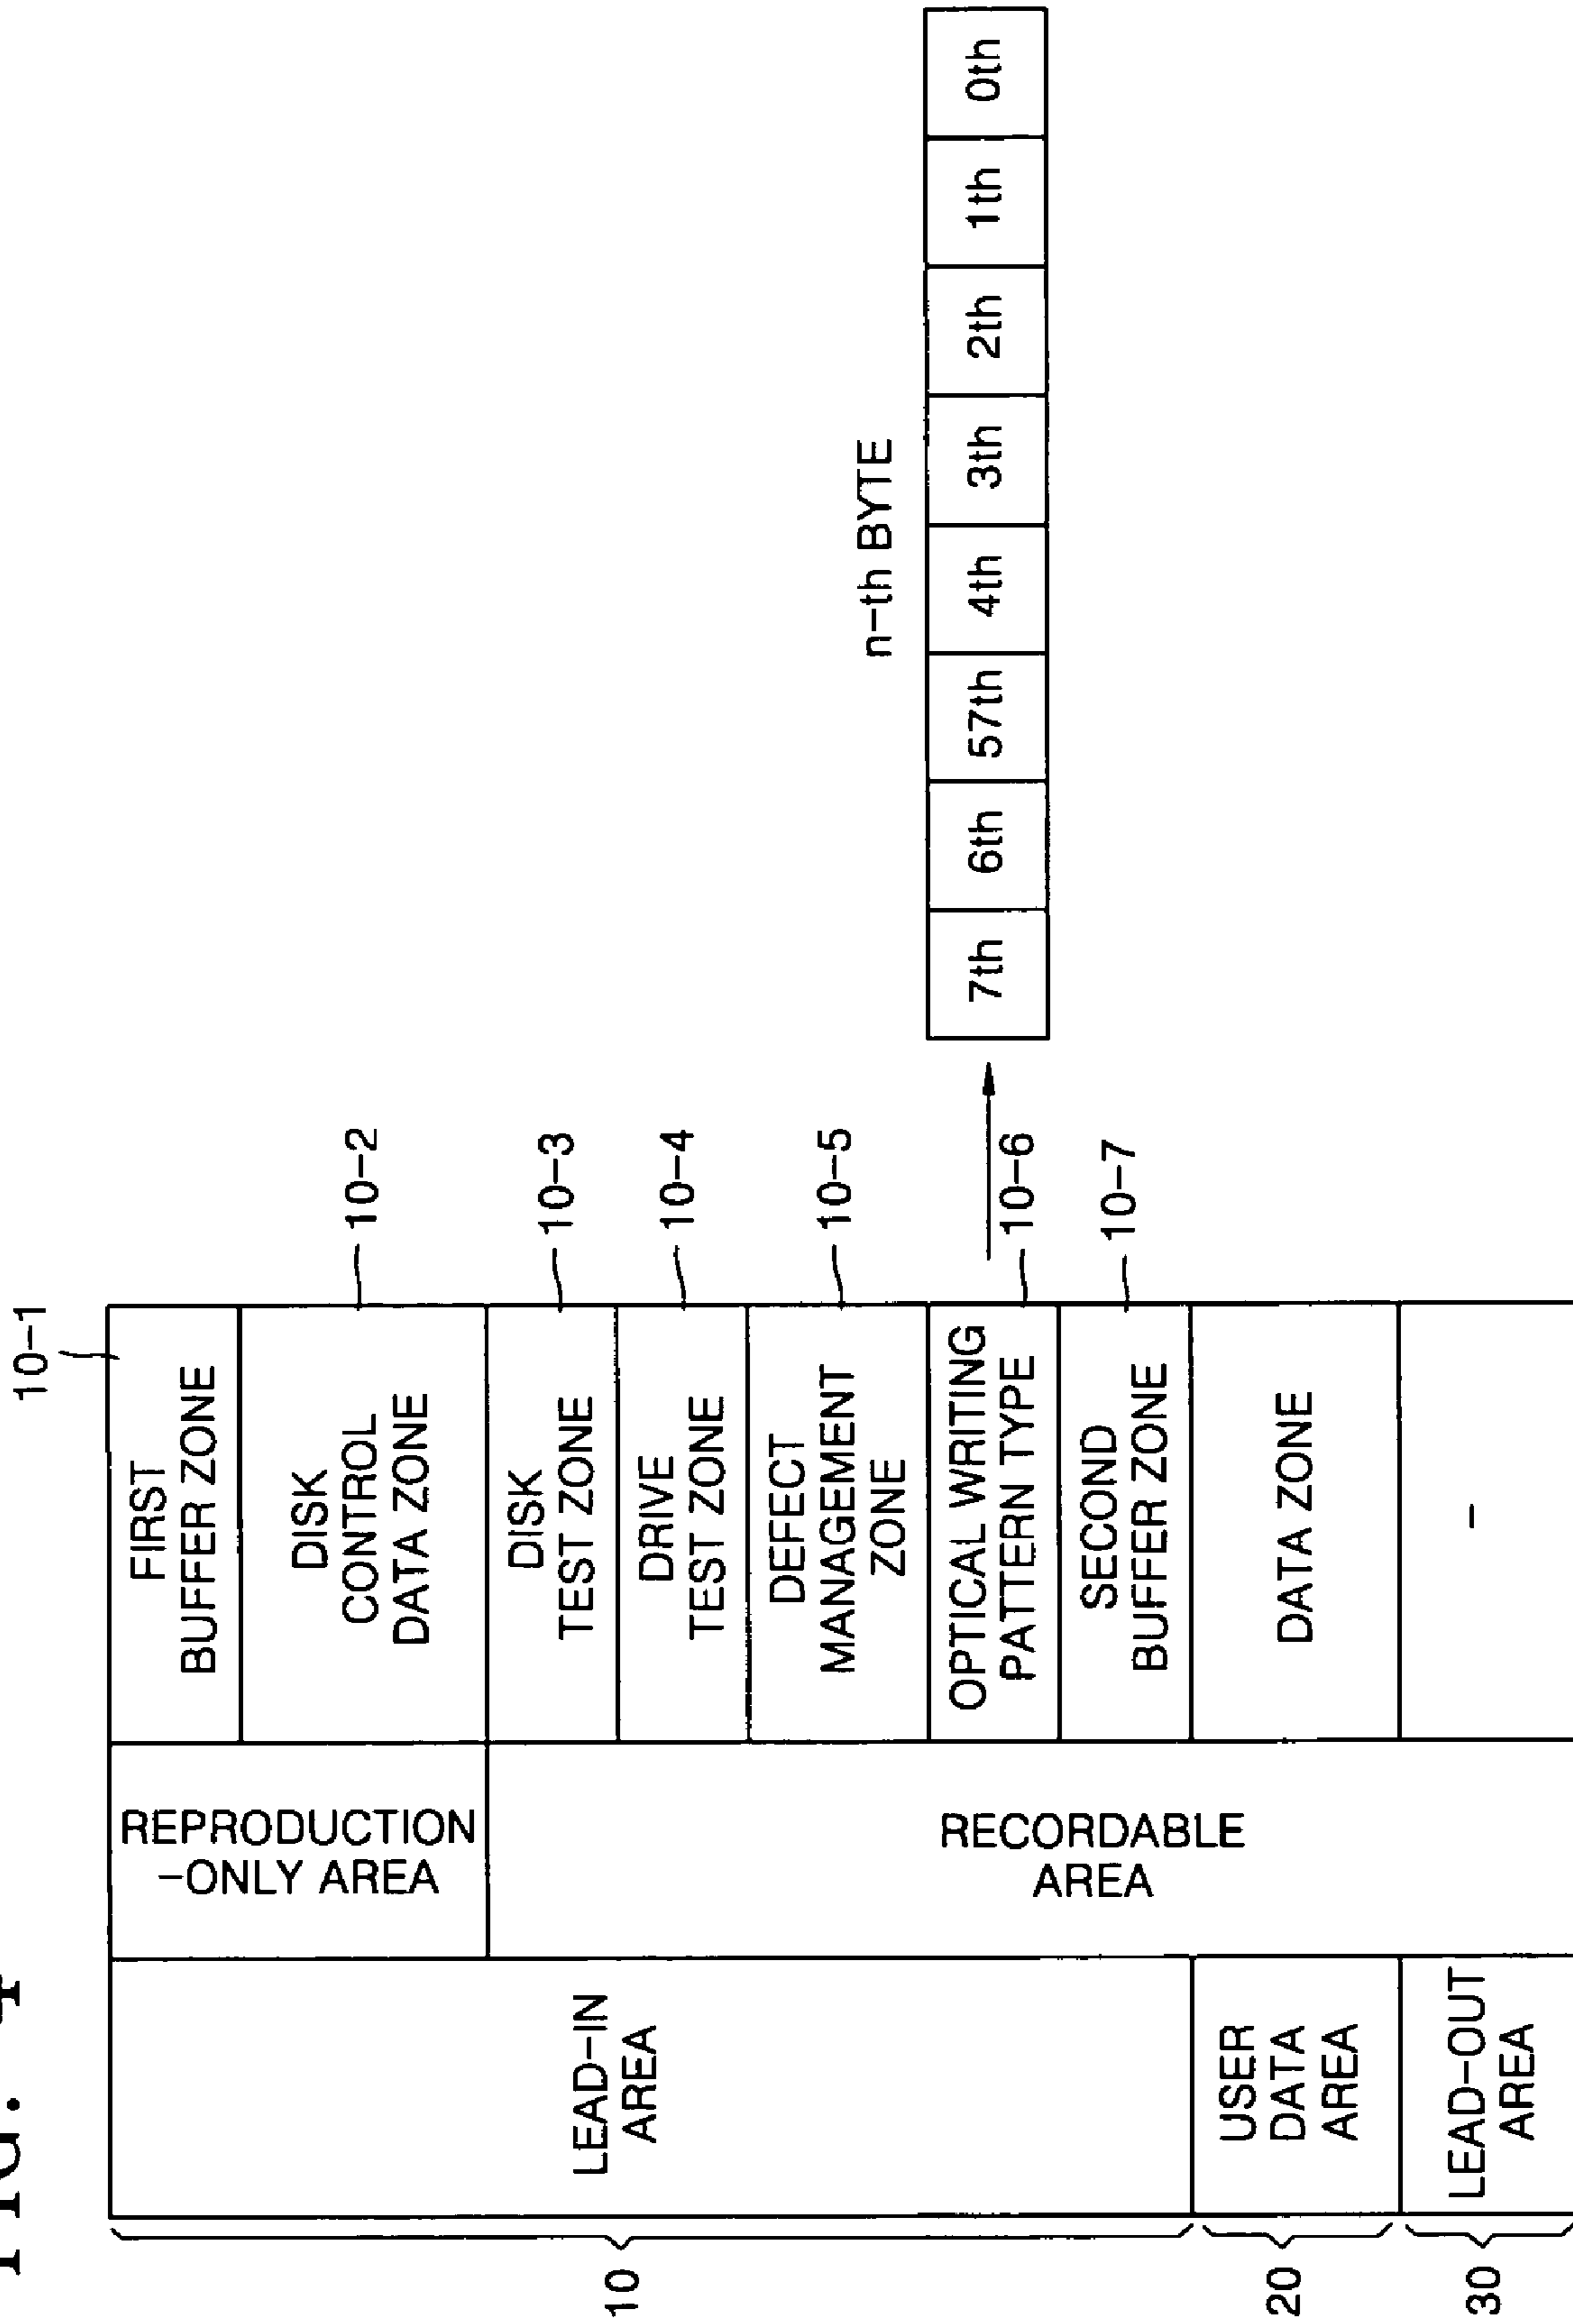 FIG. 4
10-1
10
20
30
LEAD-IN
AREA
USER
DATA
AREA
LEAD-OUT
AREA
REPRODUCTION
-ONLY AREA
RECORDABLE
AREA
FIRST
BUFFER ZONE
DISK
CONTROL
DATA ZONE
10-2
DISK
TEST ZONE
10-3
DRIVE
TEST ZONE
10-4
DEFECT
MANAGEMENT
ZONE
10-5
OPTICAL WRITING
PATTERN TYPE
10-6
SECOND
BUFFER ZONE
10-7
DATA ZONE
-
n-th BYTE
7th 6th 57th 4th 3th 2th 1th 0th